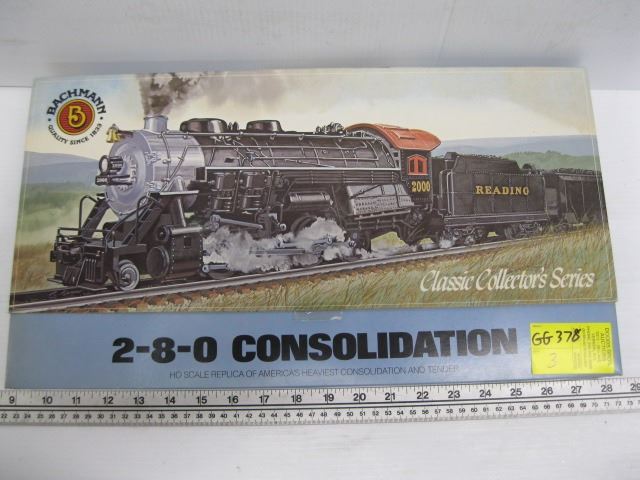 BACHMANN
B
QUALITY SINCE 1833
2000
READING
Classic Collector's Series
2-8-0 CONSOLIDATION
HO SCALE REPLICA OF AMERICA'S HEAVIEST CONSOLIDATION AND TENDER
GG 378
3
9 10 11 12 13 14 15 16 17 18 19 20 21 22 23 24 25 26 27 28 29